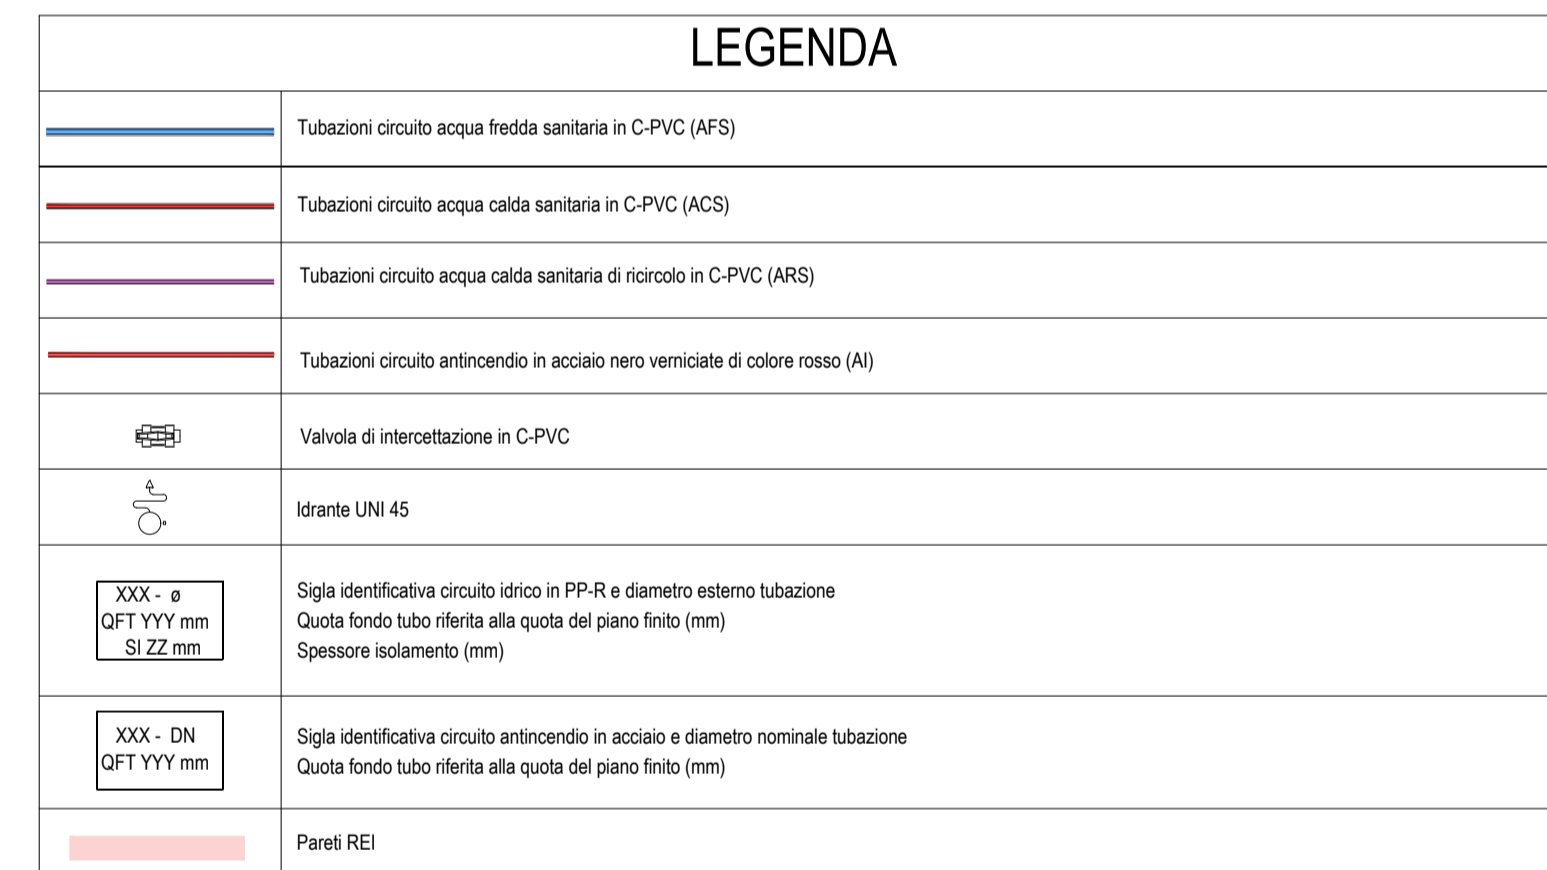 LEGENDA
Tubazioni circuito acqua fredda sanitaria in C-PVC (AFS)
Tubazioni circuito acqua calda sanitaria in C-PVC (ACS)
Tubazioni circuito acqua calda sanitaria di ricircolo in C-PVC (ARS)
Tubazioni circuito antincendio in acciaio nero verniciate di colore rosso (AI)
Valvola di intercettazione in C-PVC
Idrante UNI 45
XXX - ø
QFT YYY mm
SI ZZ mm
Sigla identificativa circuito idrico in PP-R e diametro esterno tubazione
Quota fondo tubo riferita alla quota del piano finito (mm)
Spessore isolamento (mm)
XXX - DN
QFT YYY mm
Sigla identificativa circuito antincendio in acciaio e diametro nominale tubazione
Quota fondo tubo riferita alla quota del piano finito (mm)
Pareti REI